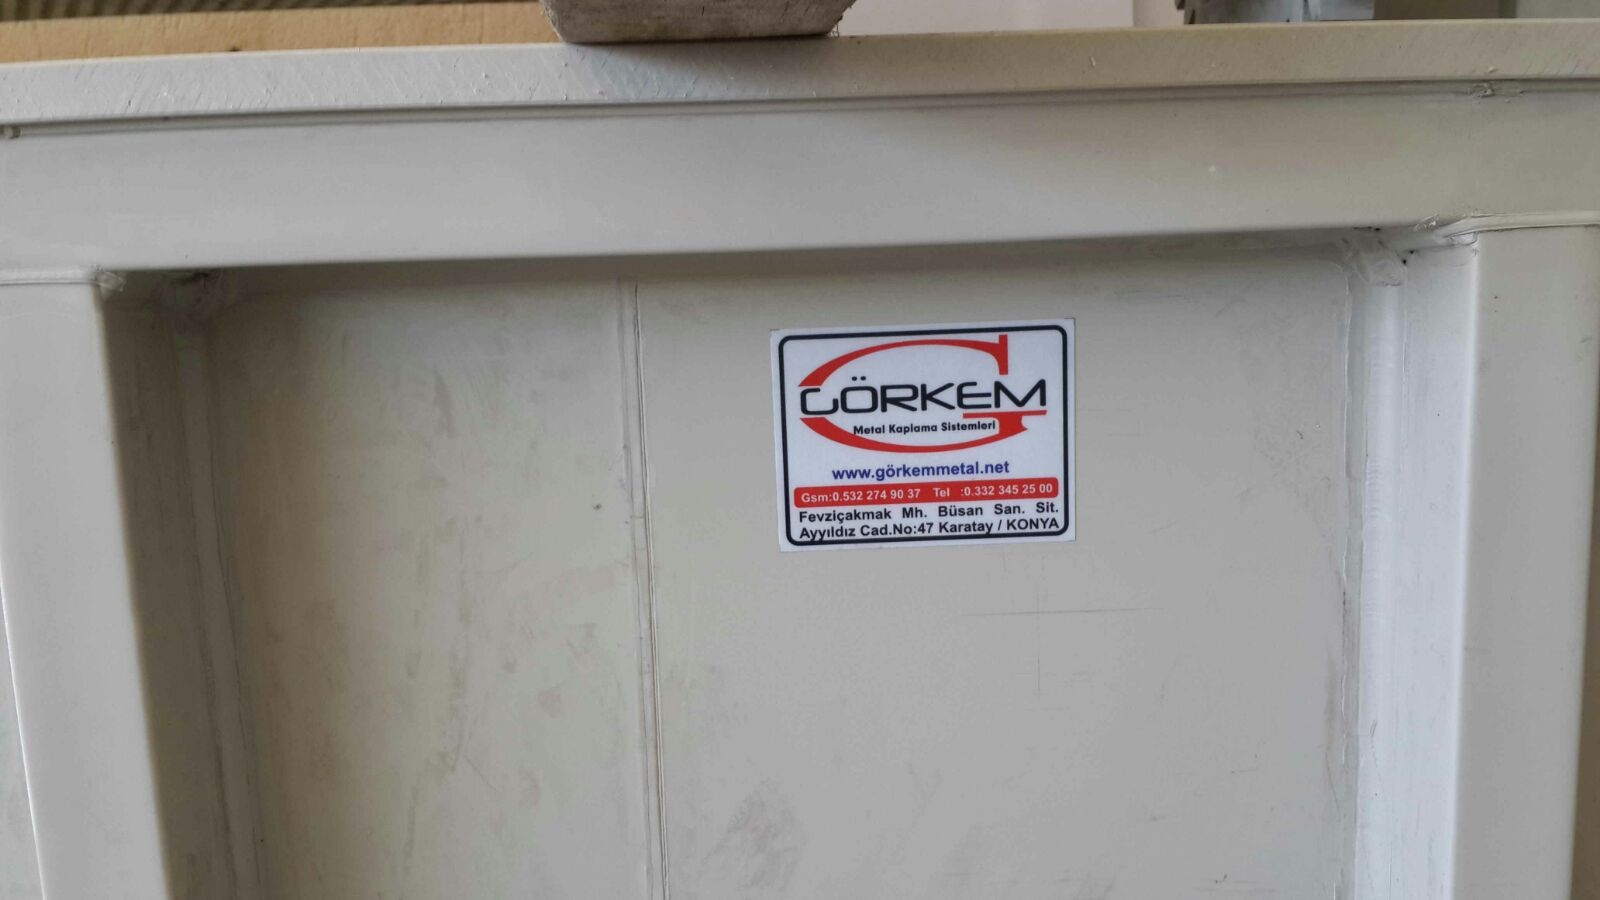 GÖRKEM
Metal Kaplama Sistemleri
www.görkemmetal.net
Gsm:0.532 274 90 37 Tel :0.332 345 25 00
Fevziçakmak Mh. Büsan San. Sit.
Ayyıldız Cad.No:47 Karatay / KONYA